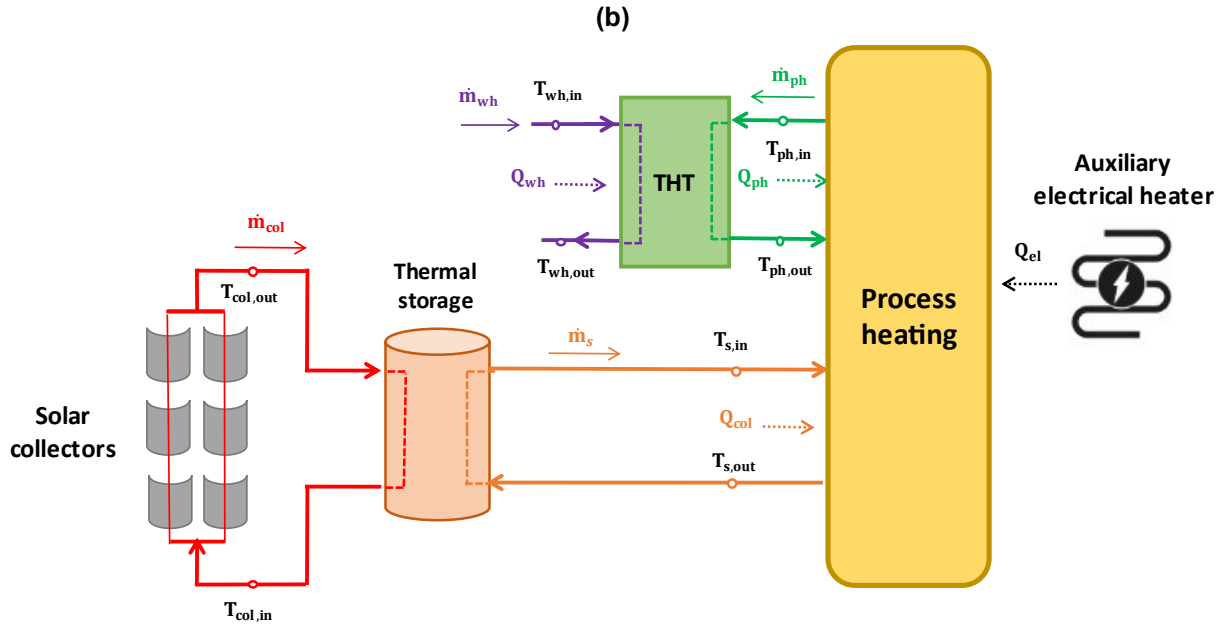 (b)
ṁwh
Twh,in
ṁph
Tph,in
Qwh
THT
Qph
Twh,out
Tph,out
Auxiliary
electrical heater
Qel
ṁcol
Tcol,out
Thermal
storage
Process
heating
ṁs
Ts,in
Solar
collectors
Qcol
Ts,out
Tcol,in